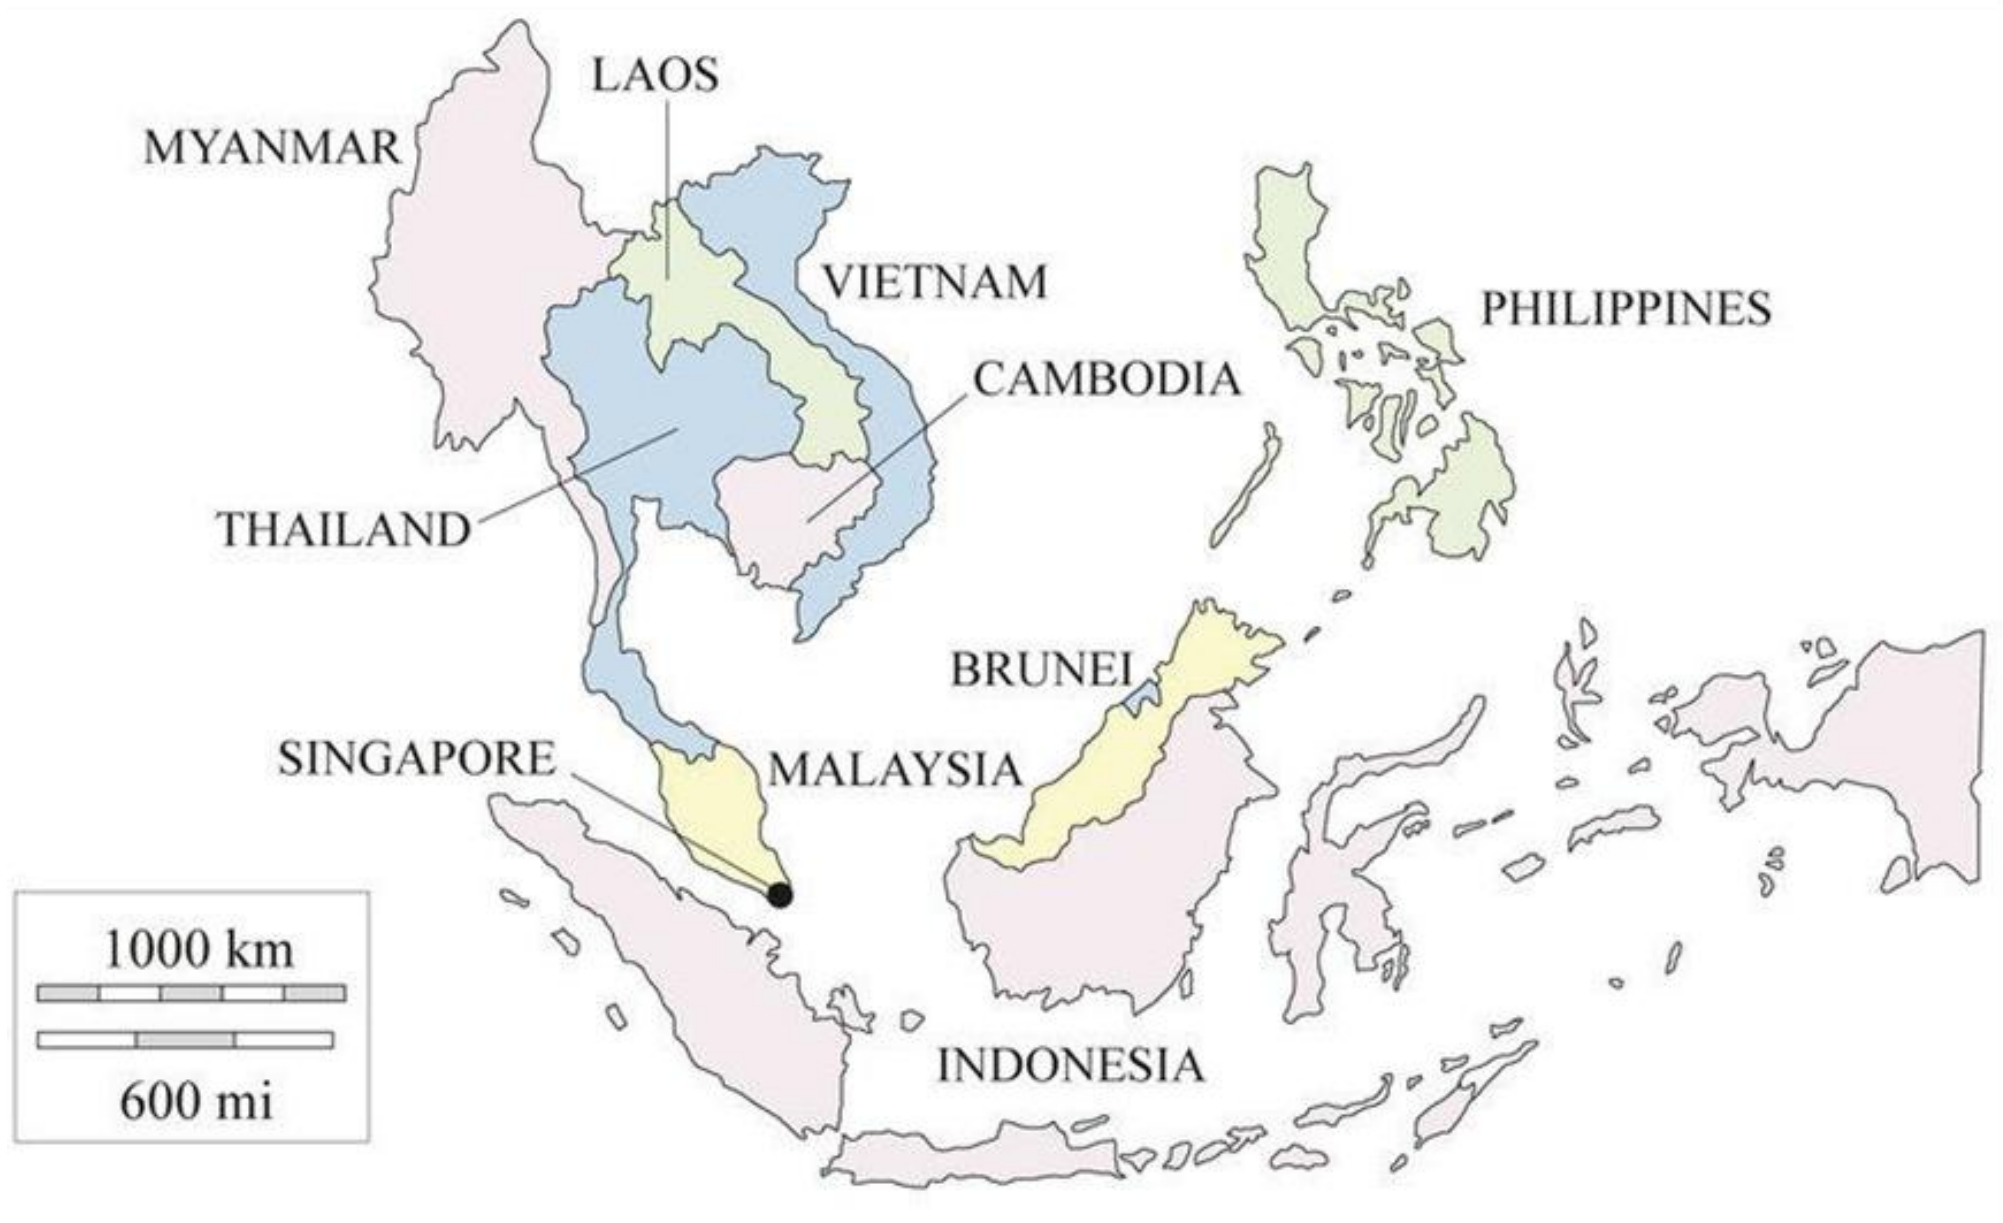 LAOS
MYANMAR
VIETNAM
PHILIPPINES
CAMBODIA
THAILAND
BRUNEI
SINGAPORE
MALAYSIA
1000 km
INDONESIA
600 mi